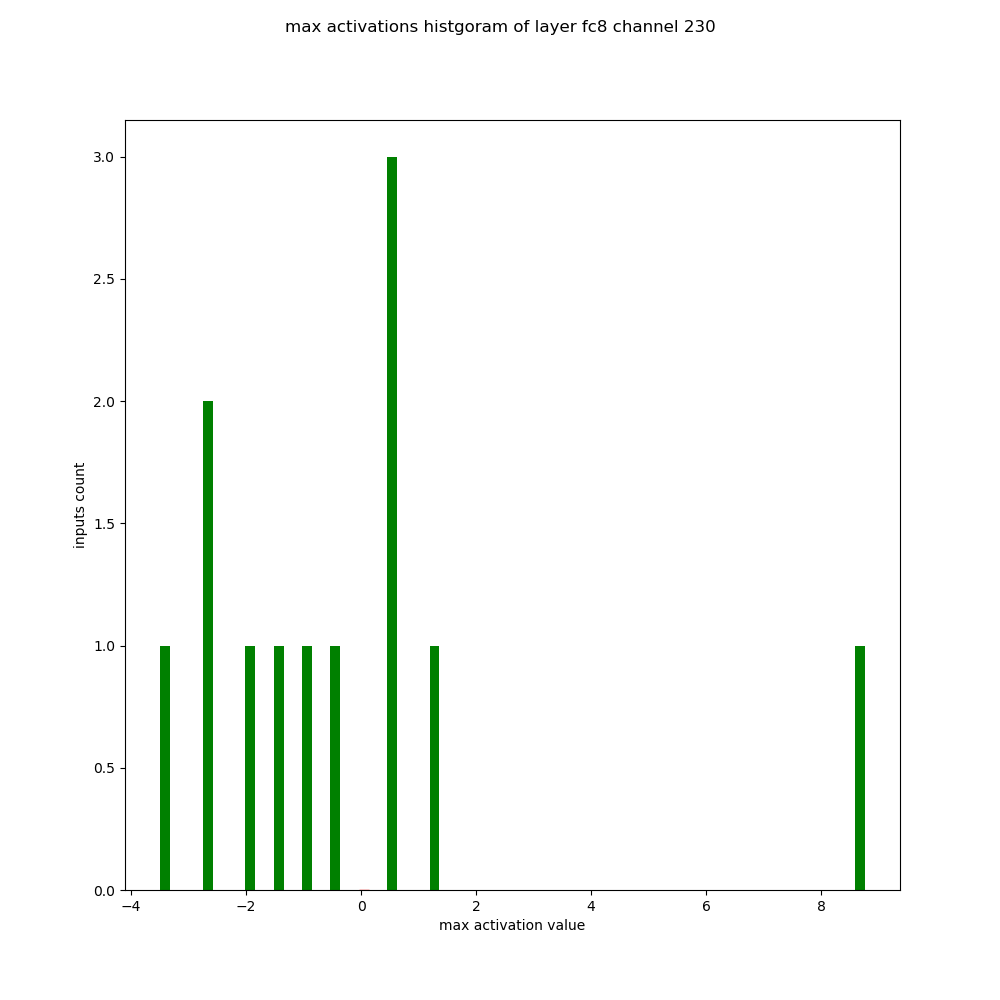 max activations histgoram of layer fc8 channel 230
3.0
2.5
2.0
1.5
1.0
0.5
0.0
inputs count
−4 −2 0 2 4 6 8
max activation value